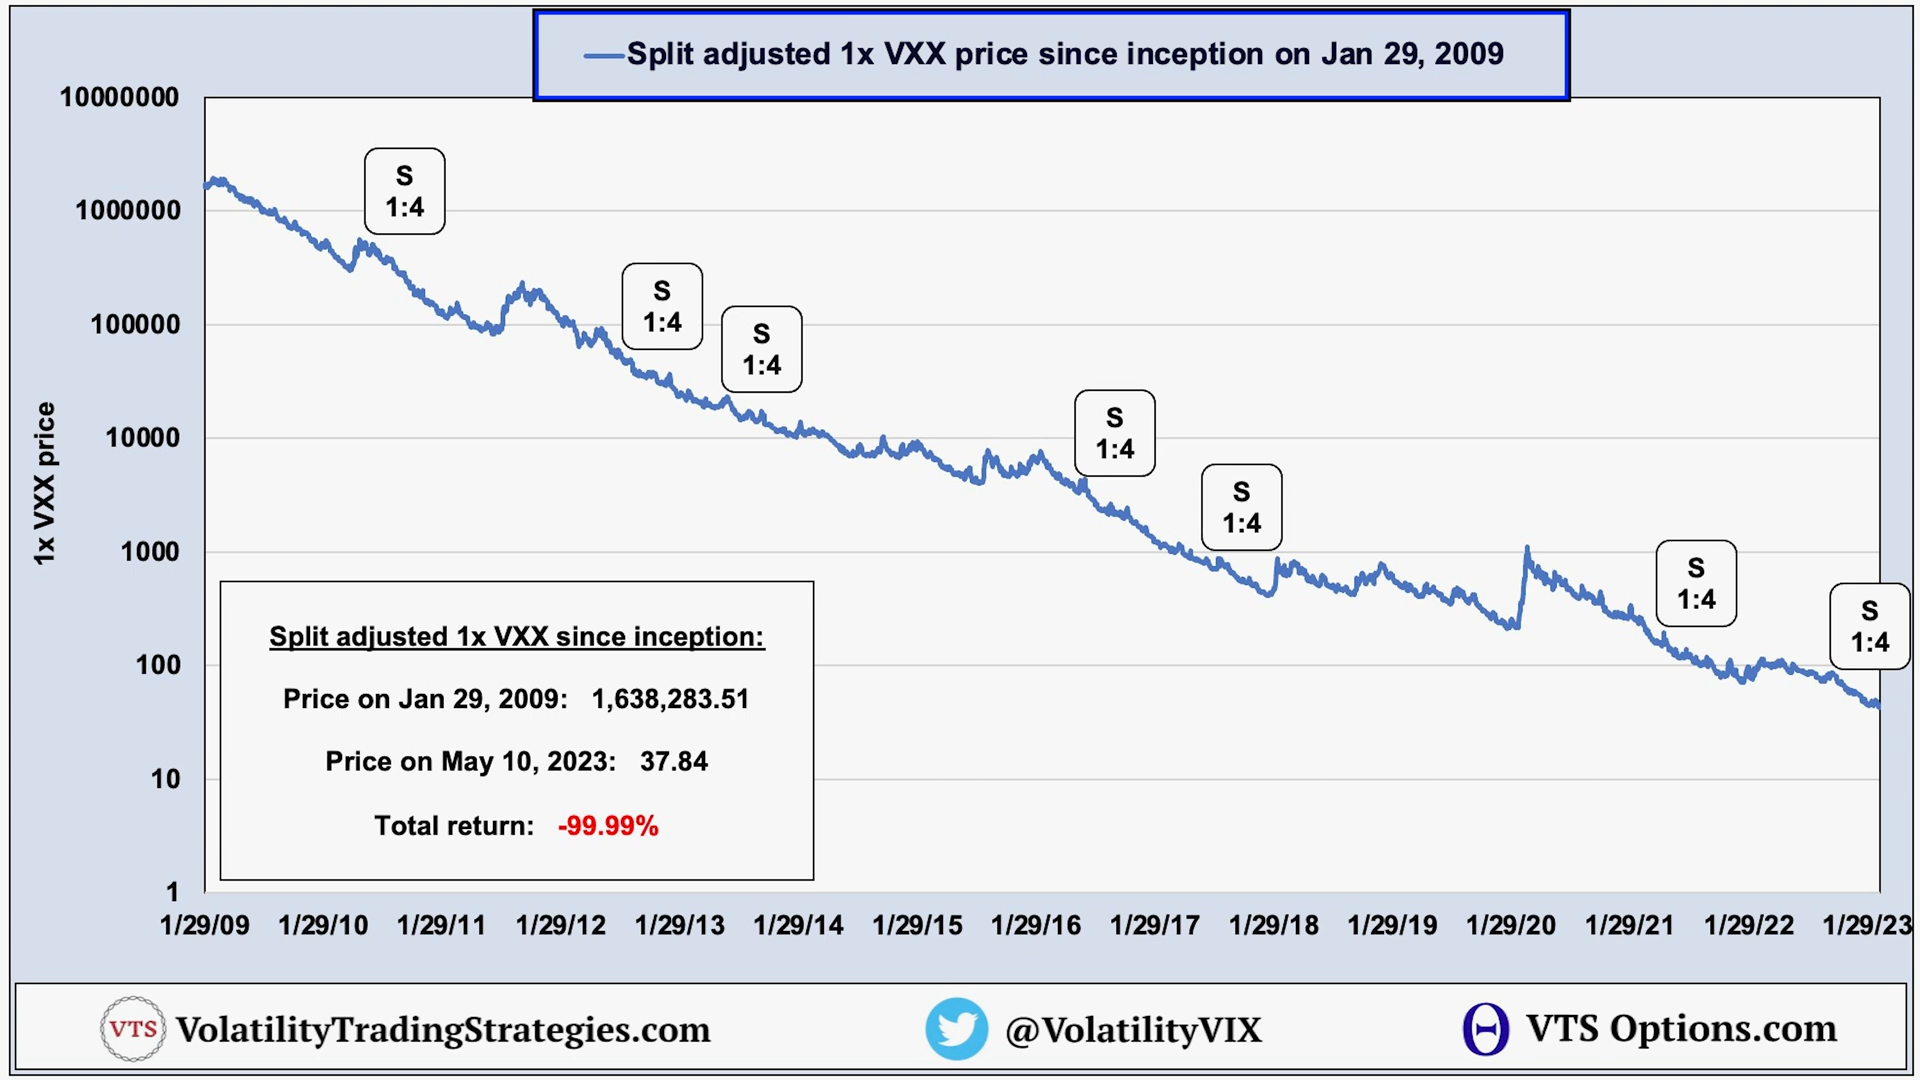 Split adjusted 1x VXX price since inception on Jan 29, 2009
10000000
1000000
100000
10000
1000
100
10
1
1x VXX price
S
1:4
S
1:4
S
1:4
S
1:4
S
1:4
S
1:4
S
1:4
Split adjusted 1x VXX since inception:
Price on Jan 29, 2009: 1,638,283.51
Price on May 10, 2023: 37.84
Total return: -99.99%
1/29/09 1/29/10 1/29/11 1/29/12 1/29/13 1/29/14 1/29/15 1/29/16 1/29/17 1/29/18 1/29/19 1/29/20 1/29/21 1/29/22 1/29/23
VTS VolatilityTradingStrategies.com @VolatilityVIX VTS Options.com